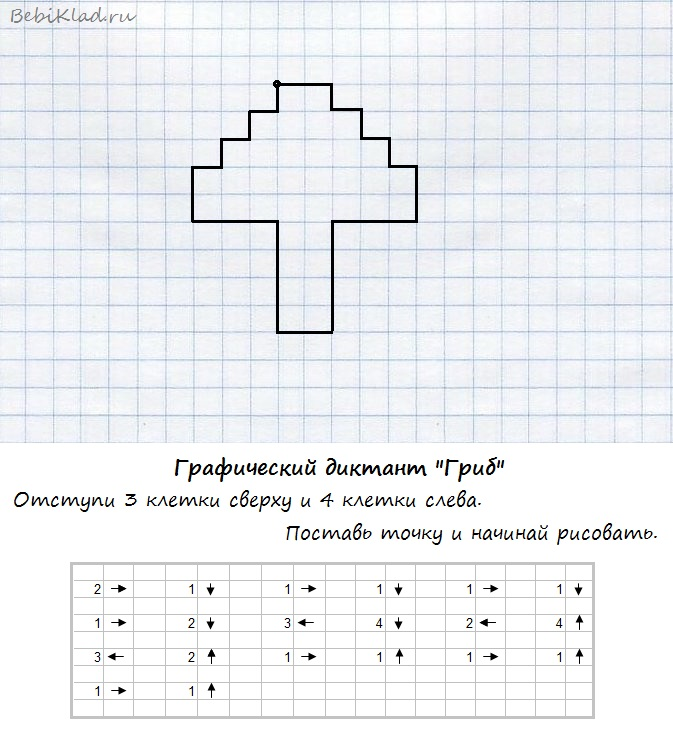 BebiKlad.ru
Графический диктант "Гриб"
Отступи 3 клетки сверху и 4 клетки слева.
Поставь точку и начинай рисовать.
2 → 1 ↓ 1 → 1 ↓ 1 → 1 ↓
1 → 2 ↓ 3 ← 4 ↓ 2 ← 4 ↑
3 ← 2 ↑ 1 → 1 ↑ 1 → 1 ↑
1 → 1 ↑